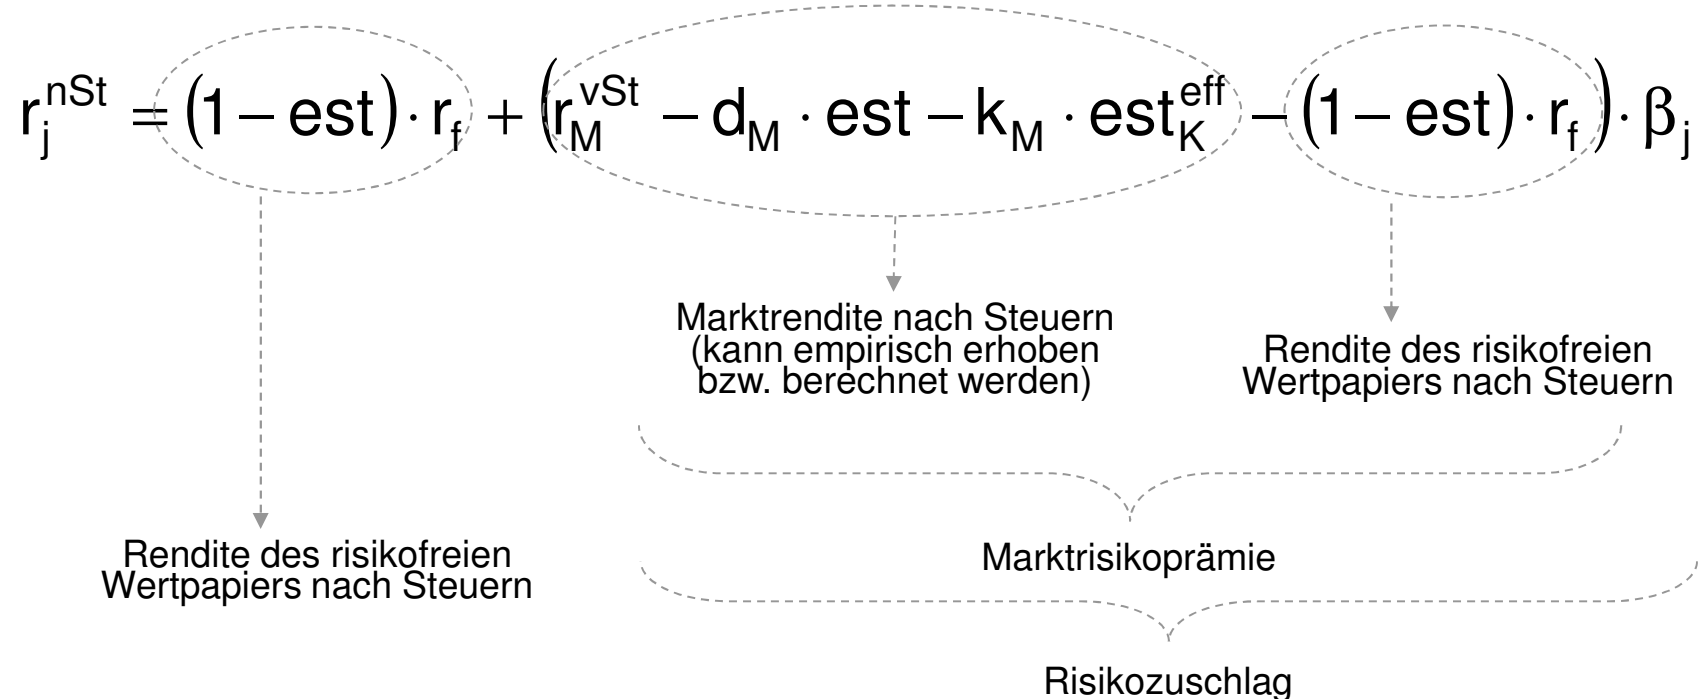 r_j^{nSt} = (1 – est) · r_f + (r_M^{vSt} – d_M · est – k_M · est_K^{eff} – (1 – est) · r_f) · β_j
Marktrendite nach Steuern
(kann empirisch erhoben
bzw. berechnet werden)
Rendite des risikofreien
Wertpapiers nach Steuern
Rendite des risikofreien
Wertpapiers nach Steuern
Marktrisikoprämie
Risikozuschlag